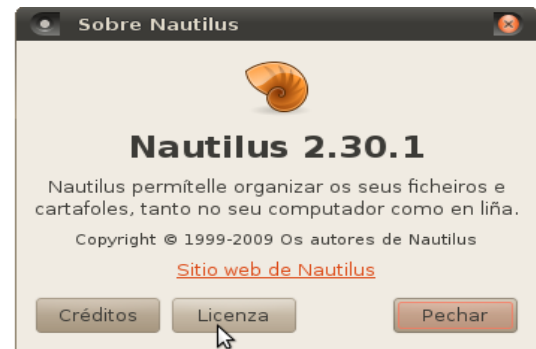 Sobre Nautilus
Nautilus 2.30.1
Nautilus permítelle organizar os seus ficheiros e
cartafoles, tanto no seu computador como en liña.
Copyright © 1999-2009 Os autores de Nautilus
Sitio web de Nautilus
Créditos Licenza Pechar